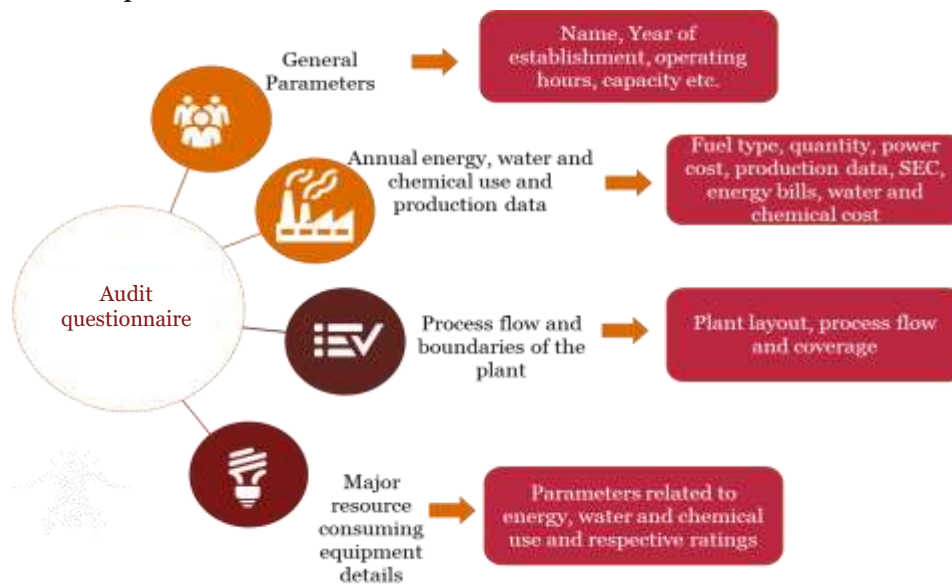 General
Parameters
Name, Year of
establishment, operating
hours, capacity etc.
Annual energy, water and
chemical use and
production data
Fuel type, quantity, power
cost, production data, SEC,
energy bills, water and
chemical cost
Audit
questionnaire
Process flow and
boundaries of the
plant
Plant layout, process flow
and coverage
Major
resource
consuming
equipment
details
Parameters related to
energy, water and chemical
use and respective ratings